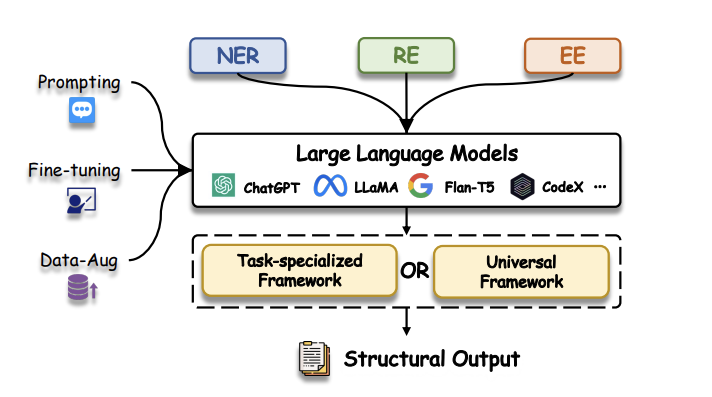 NER
RE
EE
Prompting
Fine-tuning
Data-Aug
Large Language Models
ChatGPT
LLaMA
Flan-T5
CodeX ...
Task-specialized
Framework
OR
Universal
Framework
Structural Output